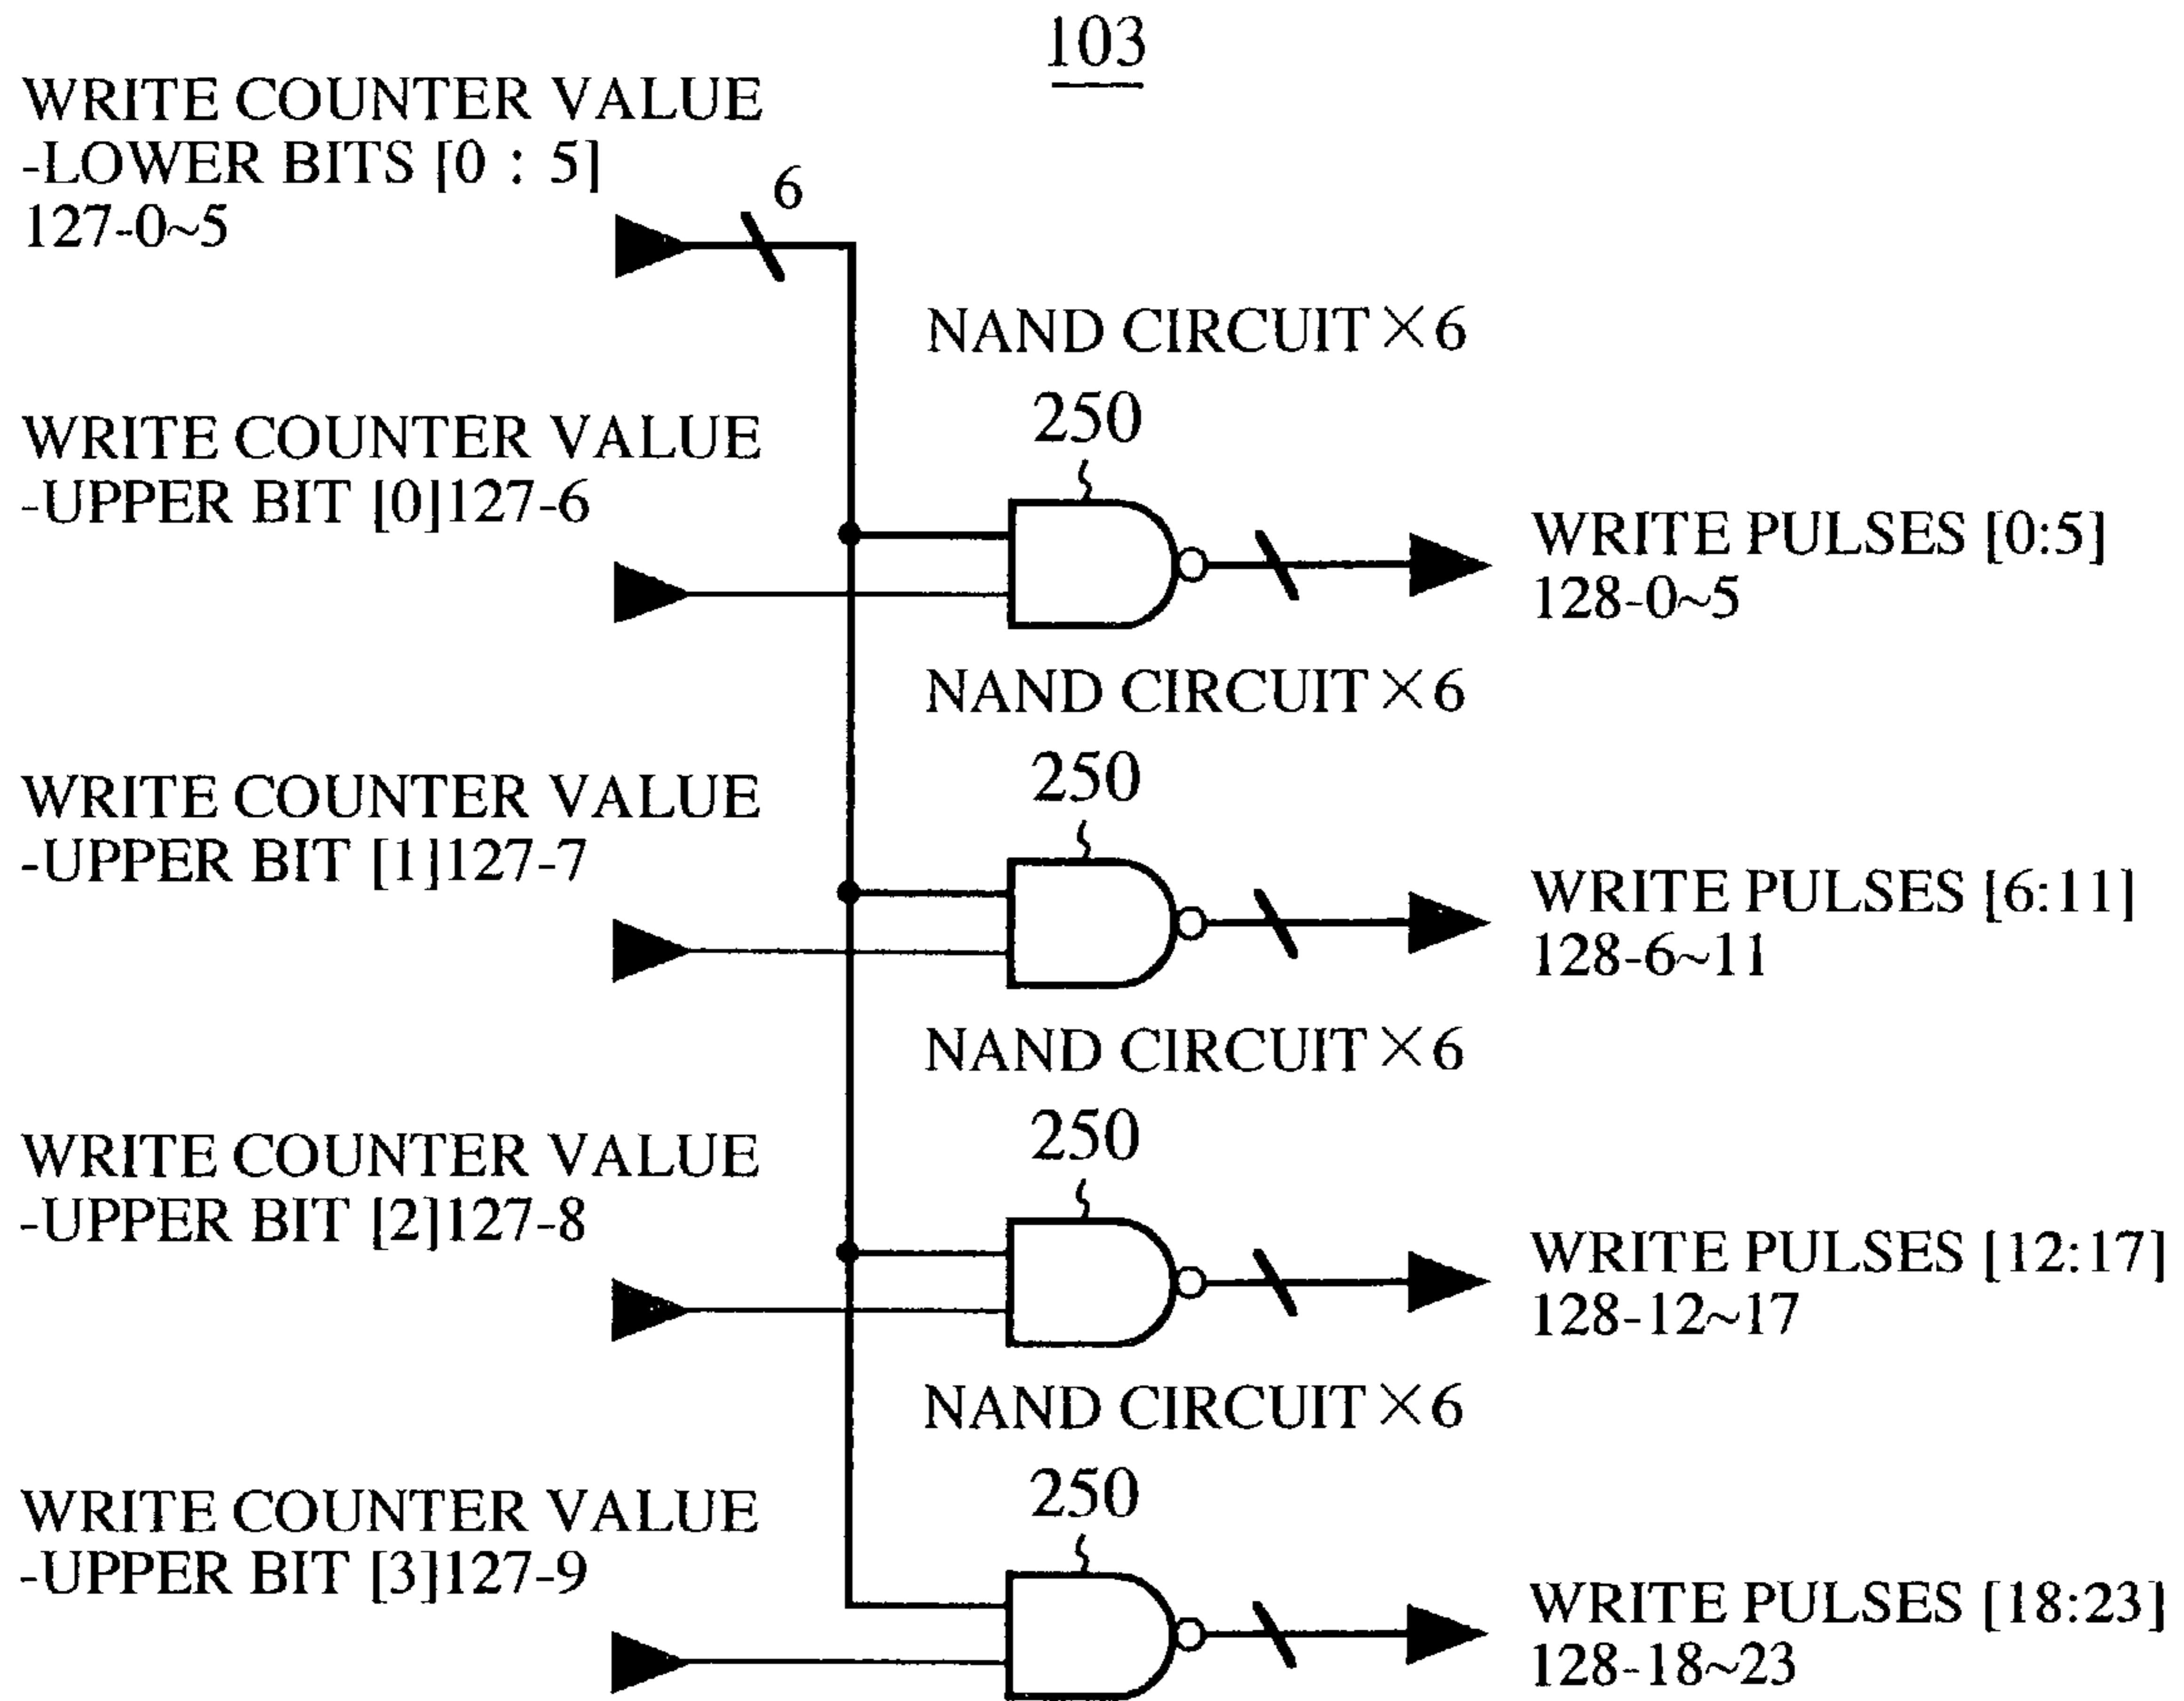 103
WRITE COUNTER VALUE
-LOWER BITS [0 : 5]
127-0~5
6
NAND CIRCUIT×6
250
WRITE COUNTER VALUE
-UPPER BIT [0]127-6
WRITE PULSES [0:5]
128-0~5
NAND CIRCUIT×6
250
WRITE COUNTER VALUE
-UPPER BIT [1]127-7
WRITE PULSES [6:11]
128-6~11
NAND CIRCUIT×6
250
WRITE COUNTER VALUE
-UPPER BIT [2]127-8
WRITE PULSES [12:17]
128-12~17
NAND CIRCUIT×6
250
WRITE COUNTER VALUE
-UPPER BIT [3]127-9
WRITE PULSES [18:23]
128-18~23